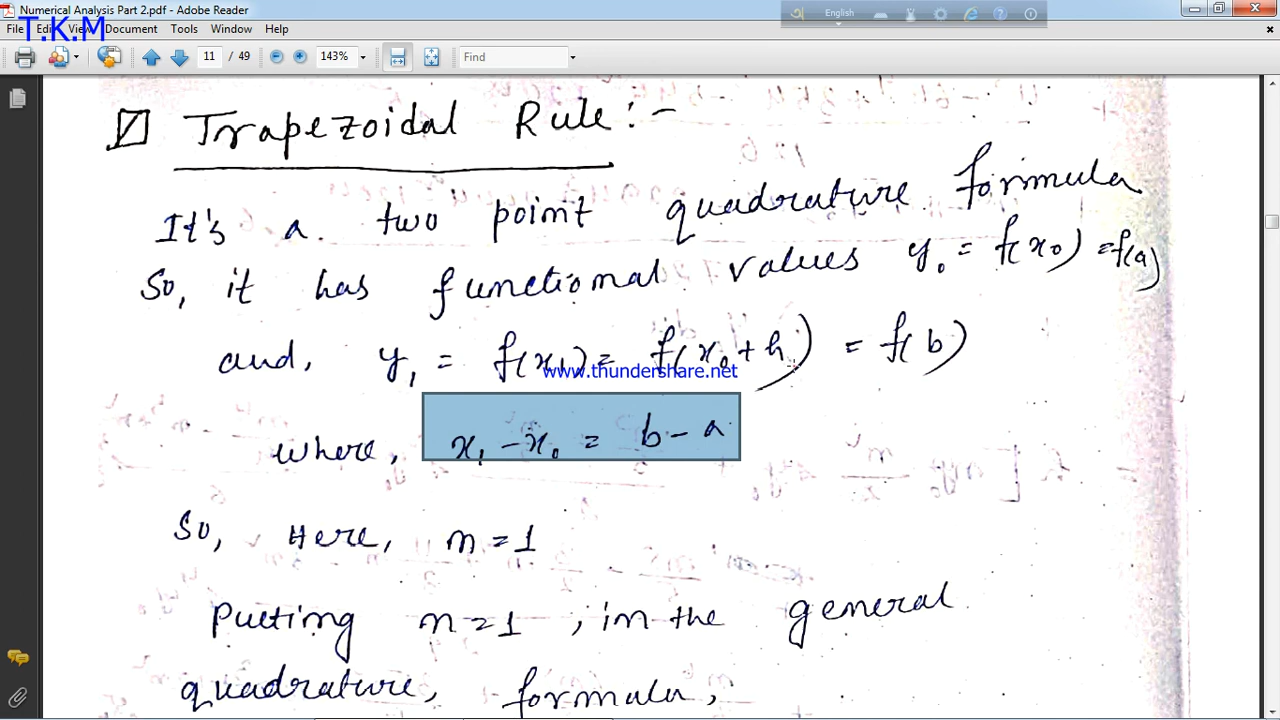 Numerical Analysis Part 2.pdf - Adobe Reader
English
T.K.M
File Edit View Document Tools Window Help
11 / 49 143% Find
Trapezoidal Rule :-
It's a two point quadrature formula
So, it has functional values y₀ = f(x₀) = f(a)
and, y₁ = f(x₁) = f(x₀+h) = f(b)
www.thundershare.net
where, x₁ - x₀ = b - a
So, Here, n = 1
Putting n = 1 ; in the general
quadrature, formula,